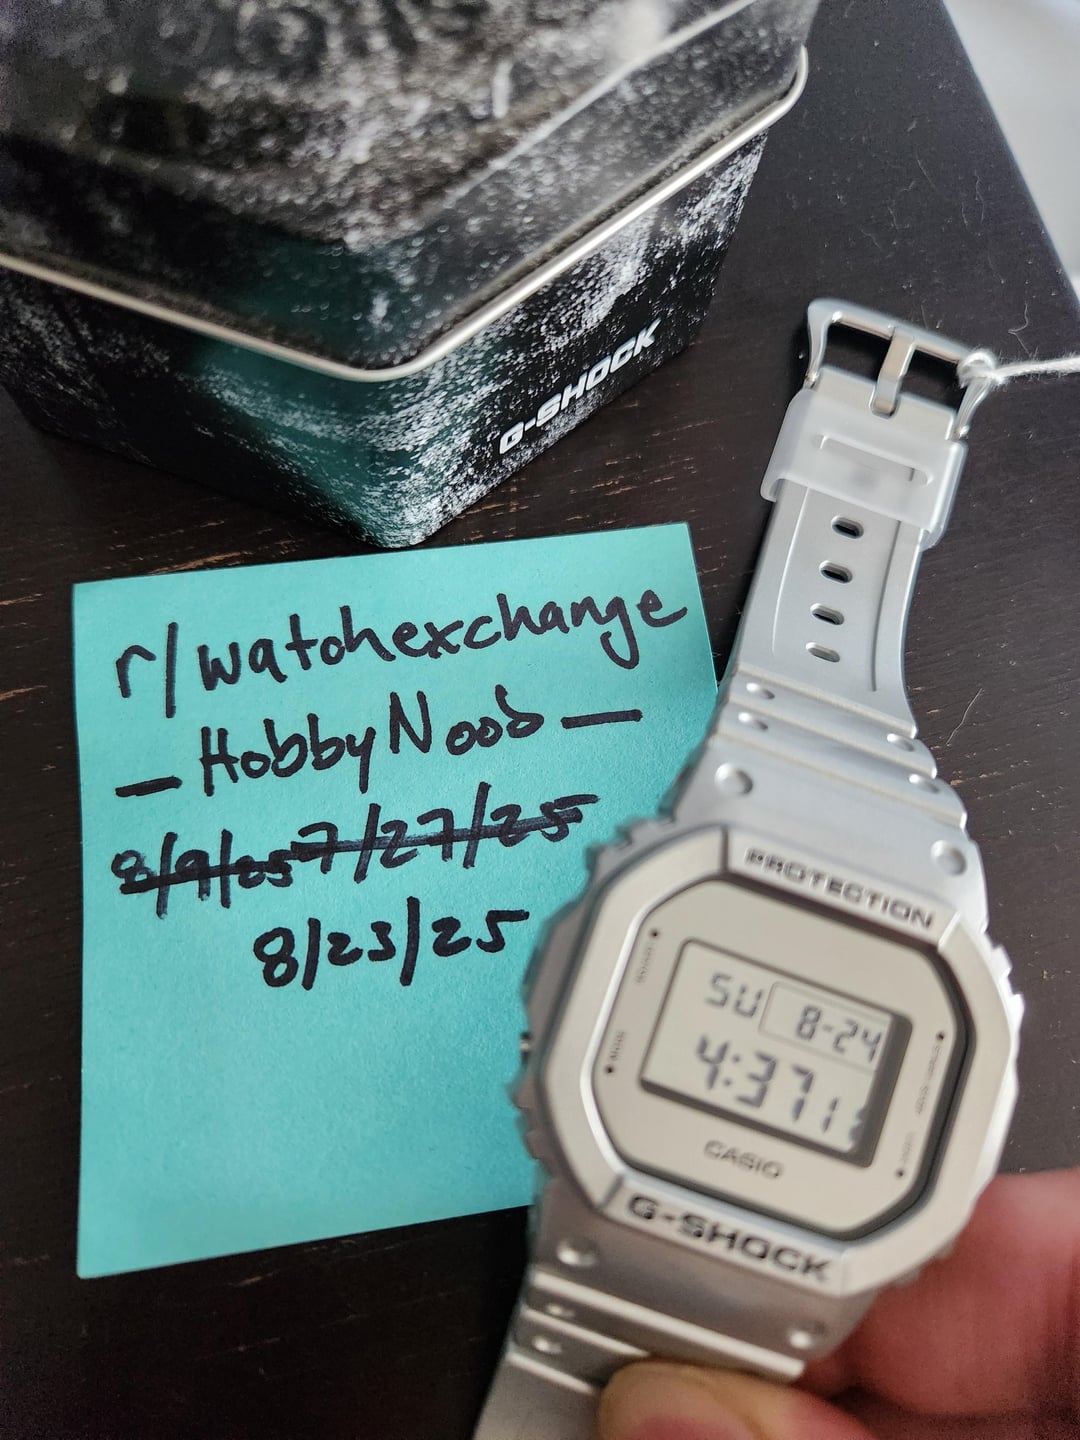 G-SHOCK
r/watchexchange
— HobbyNoob —
8/9/25 7/27/25
8/23/25
PROTECTION
SU 8-24
4:37
CASIO
G-SHOCK